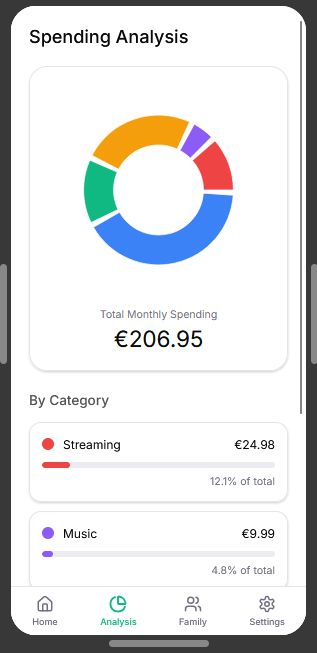 Spending Analysis
Total Monthly Spending
€206.95
By Category
Streaming €24.98
12.1% of total
Music €9.99
4.8% of total
Home Analysis Family Settings